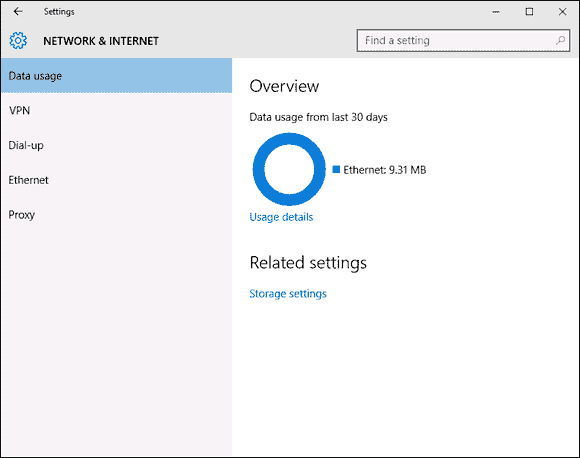 Settings
NETWORK & INTERNET
Find a setting
Data usage
VPN
Dial-up
Ethernet
Proxy
Overview
Data usage from last 30 days
Ethernet: 9.31 MB
Usage details
Related settings
Storage settings